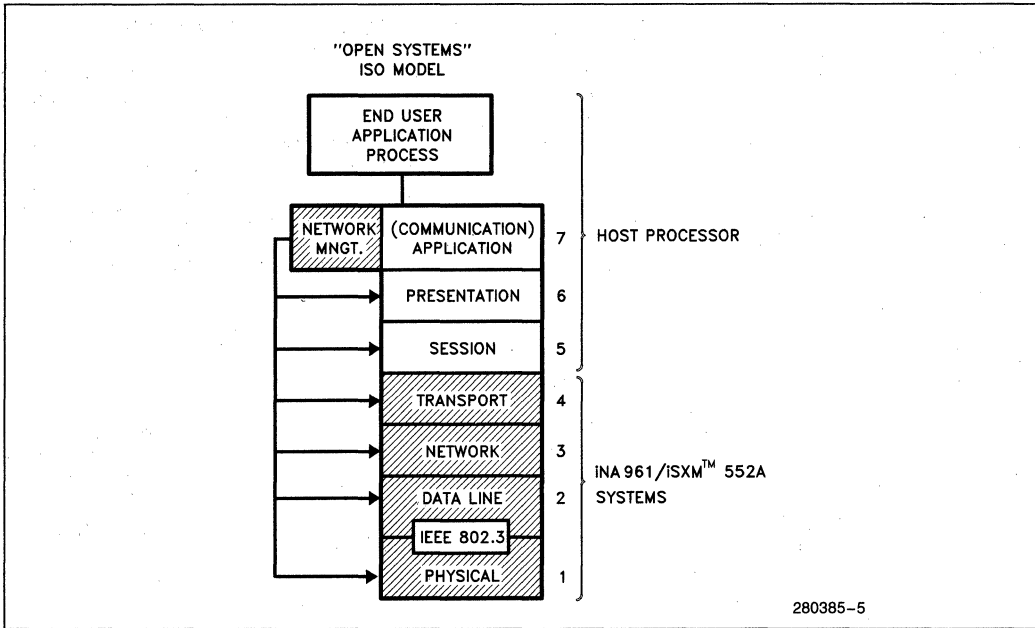 "OPEN SYSTEMS"
ISO MODEL
END USER
APPLICATION
PROCESS
NETWORK
MNGT.
(COMMUNICATION)
APPLICATION
7
HOST PROCESSOR
PRESENTATION
6
SESSION
5
TRANSPORT
4
NETWORK
3
iNA 961/iSXM™ 552A
SYSTEMS
DATA LINE
2
IEEE 802.3
PHYSICAL
1
280385-5